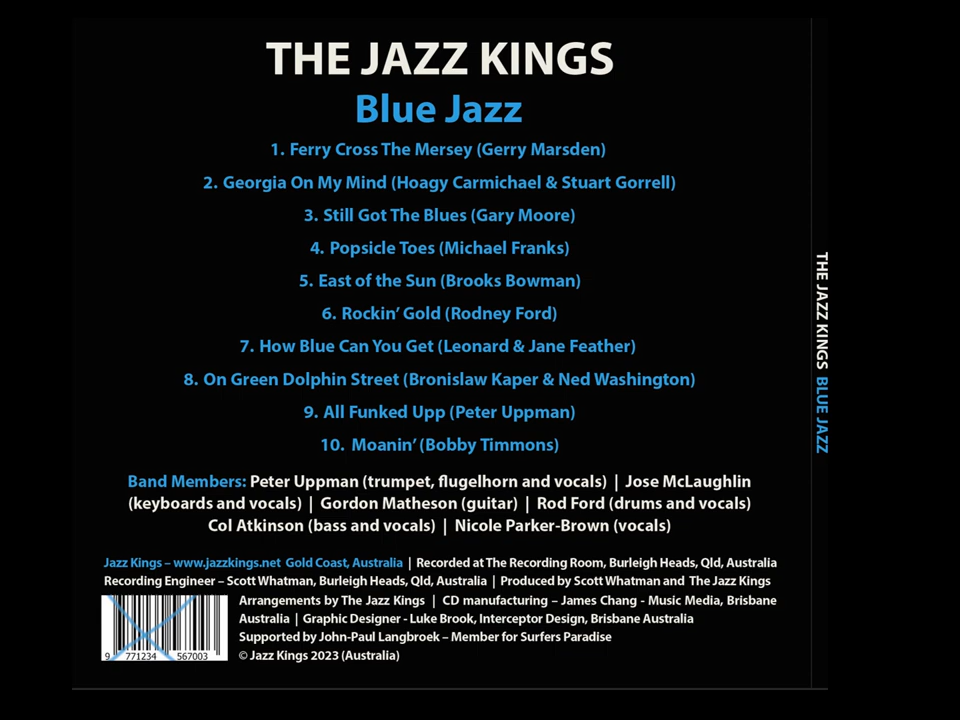 THE JAZZ KINGS
Blue Jazz
1. Ferry Cross The Mersey (Gerry Marsden)
2. Georgia On My Mind (Hoagy Carmichael & Stuart Gorrell)
3. Still Got The Blues (Gary Moore)
4. Popsicle Toes (Michael Franks)
5. East of the Sun (Brooks Bowman)
6. Rockin’ Gold (Rodney Ford)
7. How Blue Can You Get (Leonard & Jane Feather)
8. On Green Dolphin Street (Bronislaw Kaper & Ned Washington)
9. All Funked Upp (Peter Uppman)
10. Moanin’ (Bobby Timmons)
Band Members: Peter Uppman (trumpet, flugelhorn and vocals) | Jose McLaughlin
(keyboards and vocals) | Gordon Matheson (guitar) | Rod Ford (drums and vocals)
Col Atkinson (bass and vocals) | Nicole Parker-Brown (vocals)
Jazz Kings – www.jazzkings.net Gold Coast, Australia | Recorded at The Recording Room, Burleigh Heads, Qld, Australia
Recording Engineer – Scott Whatman, Burleigh Heads, Qld, Australia | Produced by Scott Whatman and The Jazz Kings
Arrangements by The Jazz Kings | CD manufacturing – James Chang - Music Media, Brisbane
Australia | Graphic Designer - Luke Brook, Interceptor Design, Brisbane Australia
Supported by John-Paul Langbroek – Member for Surfers Paradise
© Jazz Kings 2023 (Australia)
9 771234 567003
THE JAZZ KINGS BLUE JAZZ